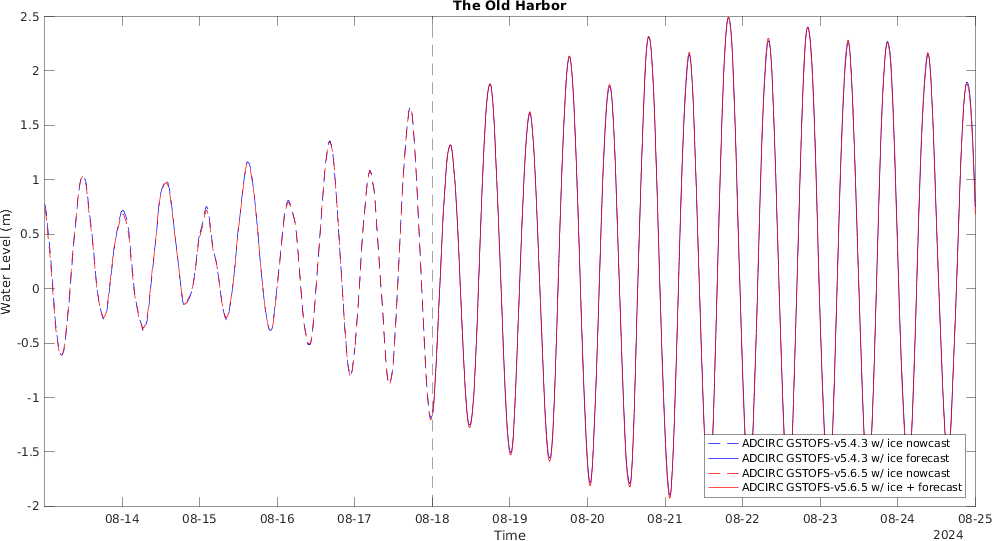 The Old Harbor
2.5
2
1.5
1
0.5
0
-0.5
-1
-1.5
-2
Water Level (m)
ADCIRC GSTOFS-v5.4.3 w/ ice nowcast
ADCIRC GSTOFS-v5.4.3 w/ ice forecast
ADCIRC GSTOFS-v5.6.5 w/ ice nowcast
ADCIRC GSTOFS-v5.6.5 w/ ice + forecast
08-14 08-15 08-16 08-17 08-18 08-19 08-20 08-21 08-22 08-23 08-24 08-25
Time
2024